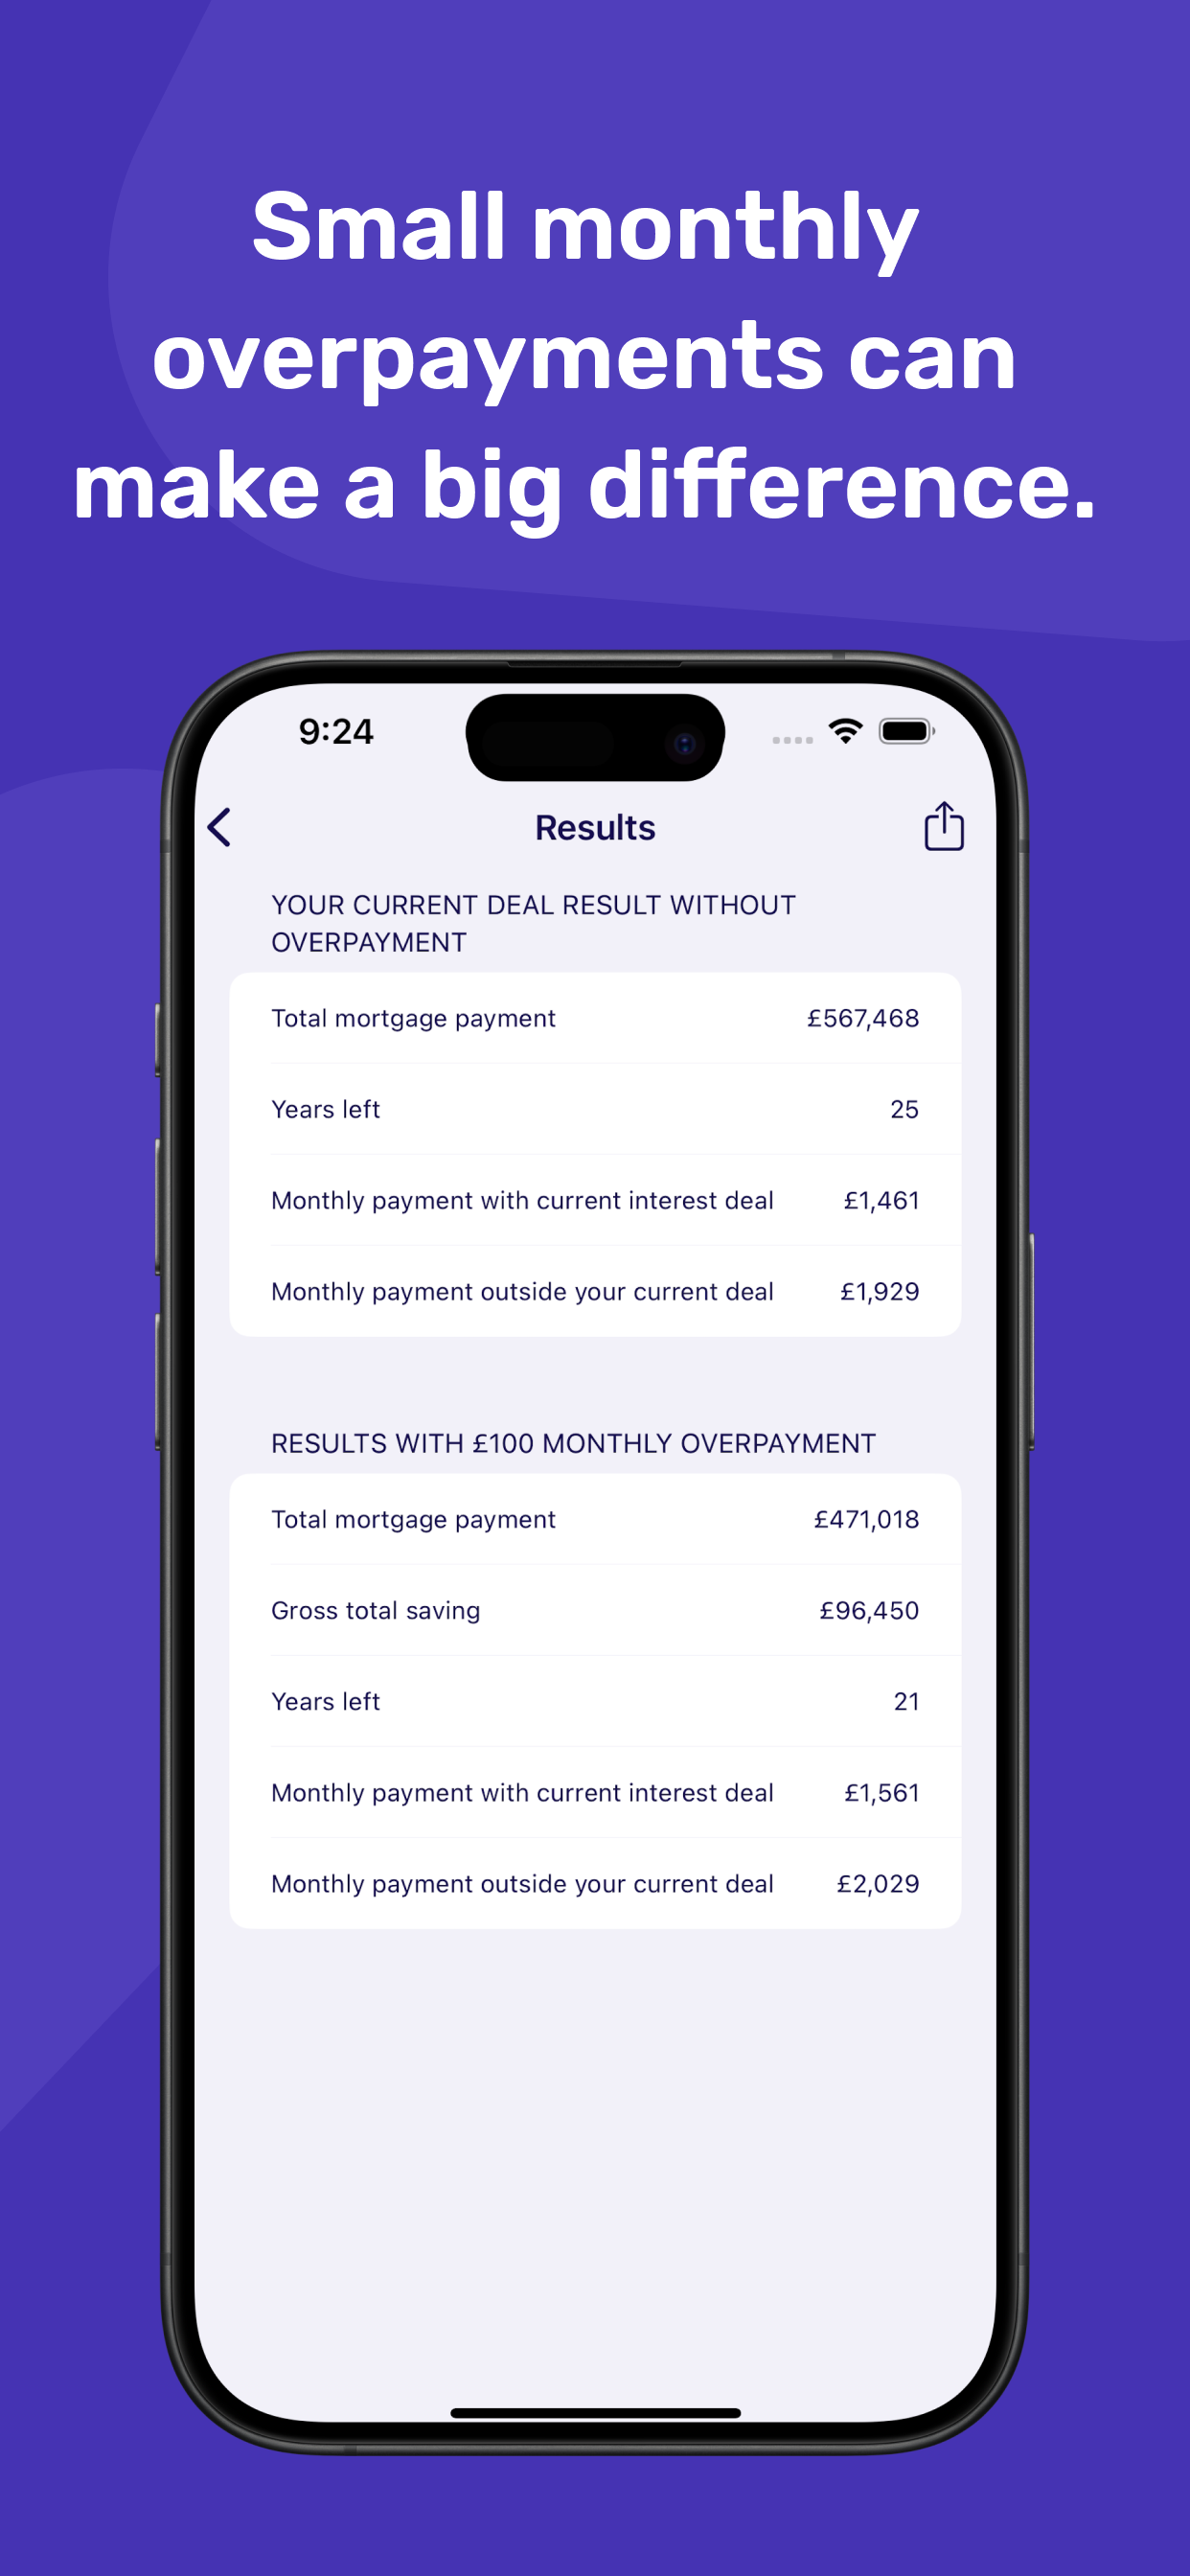 Small monthly
overpayments can
make a big difference.
9:24
Results
YOUR CURRENT DEAL RESULT WITHOUT
OVERPAYMENT
Total mortgage payment £567,468
Years left 25
Monthly payment with current interest deal £1,461
Monthly payment outside your current deal £1,929
RESULTS WITH £100 MONTHLY OVERPAYMENT
Total mortgage payment £471,018
Gross total saving £96,450
Years left 21
Monthly payment with current interest deal £1,561
Monthly payment outside your current deal £2,029